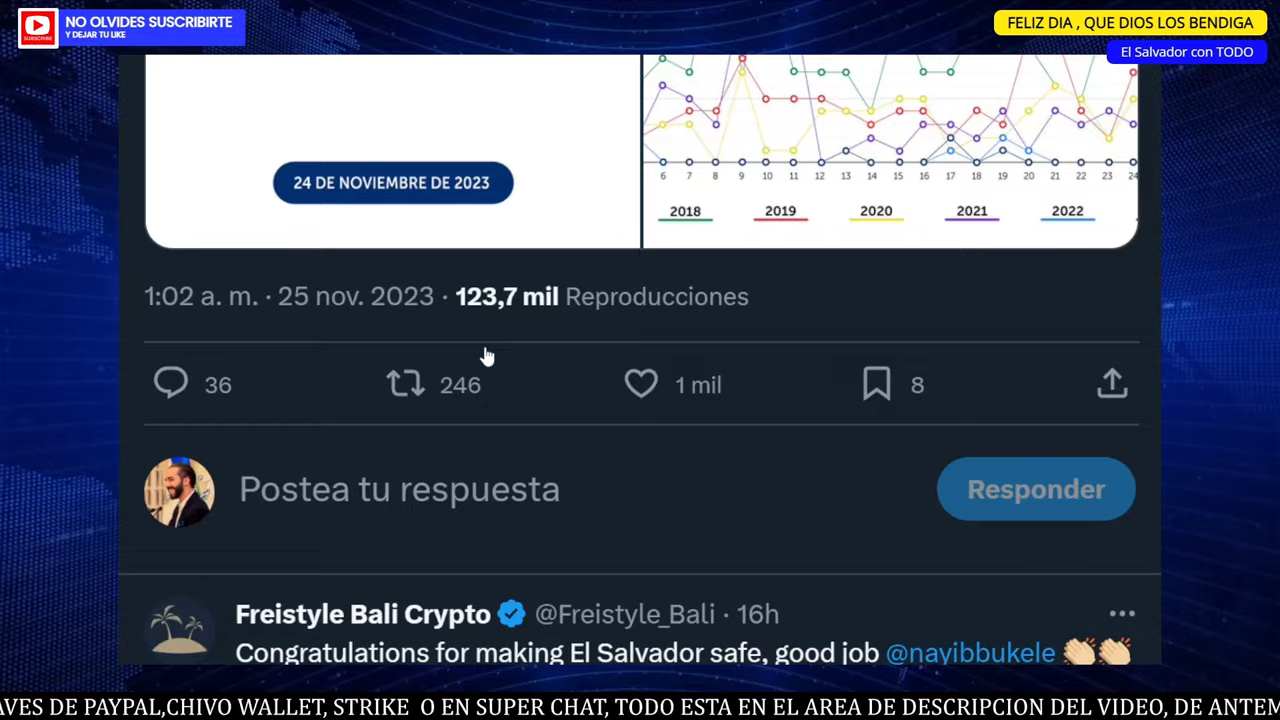 NO OLVIDES SUSCRIBIRTE
Y DEJAR TU LIKE
SUBSCRIBE
FELIZ DIA , QUE DIOS LOS BENDIGA
El Salvador con TODO
24 DE NOVIEMBRE DE 2023
6 7 8 9 10 11 12 13 14 15 16 17 18 19 20 21 22 23 24
2018 2019 2020 2021 2022
1:02 a. m. · 25 nov. 2023 · 123,7 mil Reproducciones
36 246 1 mil 8
Postea tu respuesta
Responder
Freistyle Bali Crypto @Freistyle_Bali · 16h
Congratulations for making El Salvador safe, good job @nayibbukele 👏🏻👏🏻
AVES DE PAYPAL,CHIVO WALLET, STRIKE O EN SUPER CHAT, TODO ESTA EN EL AREA DE DESCRIPCION DEL VIDEO, DE ANTEM